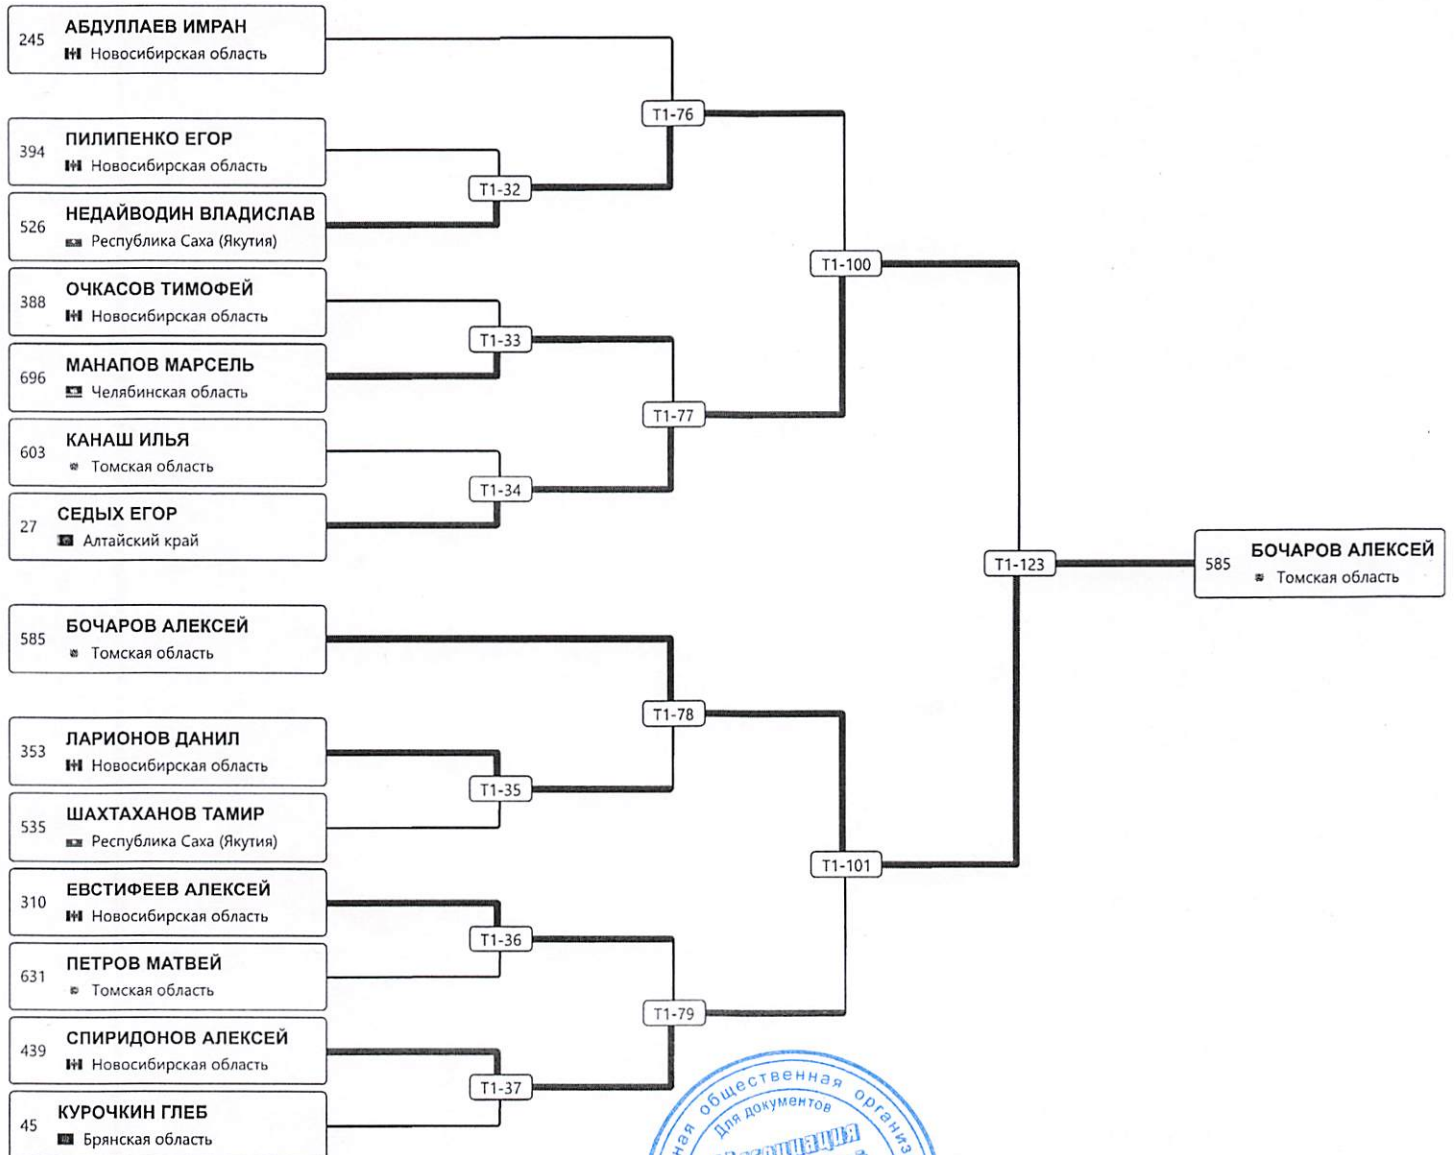 245
АБДУЛЛАЕВ ИМРАН
Новосибирская область
394
ПИЛИПЕНКО ЕГОР
Новосибирская область
526
НЕДАЙВОДИН ВЛАДИСЛАВ
Республика Саха (Якутия)
388
ОЧКАСОВ ТИМОФЕЙ
Новосибирская область
696
МАНАПОВ МАРСЕЛЬ
Челябинская область
603
КАНАШ ИЛЬЯ
Томская область
27
СЕДЫХ ЕГОР
Алтайский край
585
БОЧАРОВ АЛЕКСЕЙ
Томская область
353
ЛАРИОНОВ ДАНИЛ
Новосибирская область
535
ШАХТАХАНОВ ТАМИР
Республика Саха (Якутия)
310
ЕВСТИФЕЕВ АЛЕКСЕЙ
Новосибирская область
631
ПЕТРОВ МАТВЕЙ
Томская область
439
СПИРИДОНОВ АЛЕКСЕЙ
Новосибирская область
45
КУРОЧКИН ГЛЕБ
Брянская область
T1-32
T1-33
T1-34
T1-35
T1-36
T1-37
T1-76
T1-77
T1-78
T1-79
T1-100
T1-101
T1-123
585
БОЧАРОВ АЛЕКСЕЙ
Томская область
общественная
Для документов